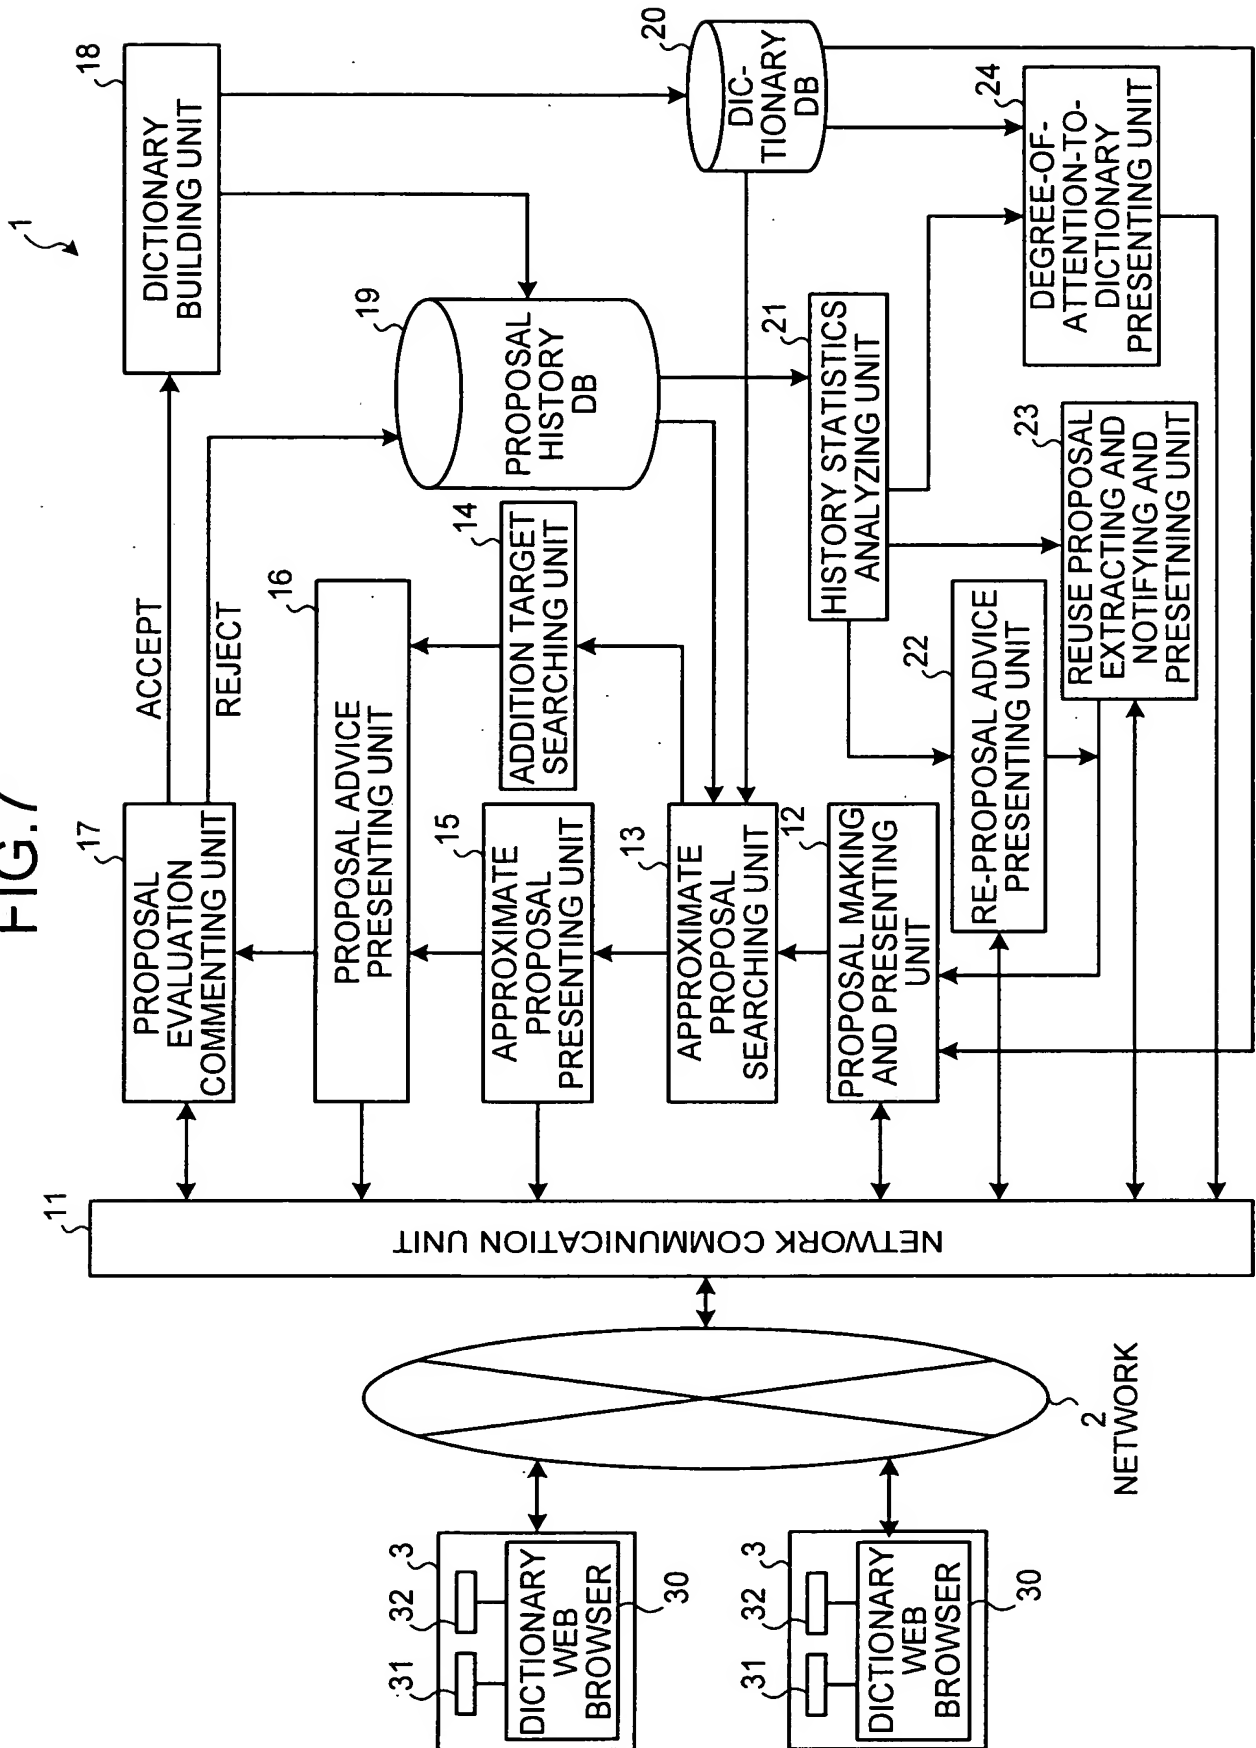 FIG.7
1
11
NETWORK COMMUNICATION UNIT
17
PROPOSAL
EVALUATION
COMMENTING UNIT
ACCEPT
REJECT
18
DICTIONARY
BUILDING UNIT
16
PROPOSAL ADVICE
PRESENTING UNIT
15
APPROXIMATE
PROPOSAL
PRESENTING UNIT
14
ADDITION TARGET
SEARCHING UNIT
19
PROPOSAL
HISTORY
DB
20
DIC-
TIONARY
DB
13
APPROXIMATE
PROPOSAL
SEARCHING UNIT
12
PROPOSAL MAKING
AND PRESENTING
UNIT
21
HISTORY STATISTICS
ANALYZING UNIT
22
RE-PROPOSAL ADVICE
PRESENTING UNIT
23
REUSE PROPOSAL
EXTRACTING AND
NOTIFYING AND
PRESETNING UNIT
24
DEGREE-OF-
ATTENTION-TO-
DICTIONARY
PRESENTING UNIT
2
NETWORK
3
31
32
DICTIONARY
WEB
BROWSER
30
3
31
32
DICTIONARY
WEB
BROWSER
30